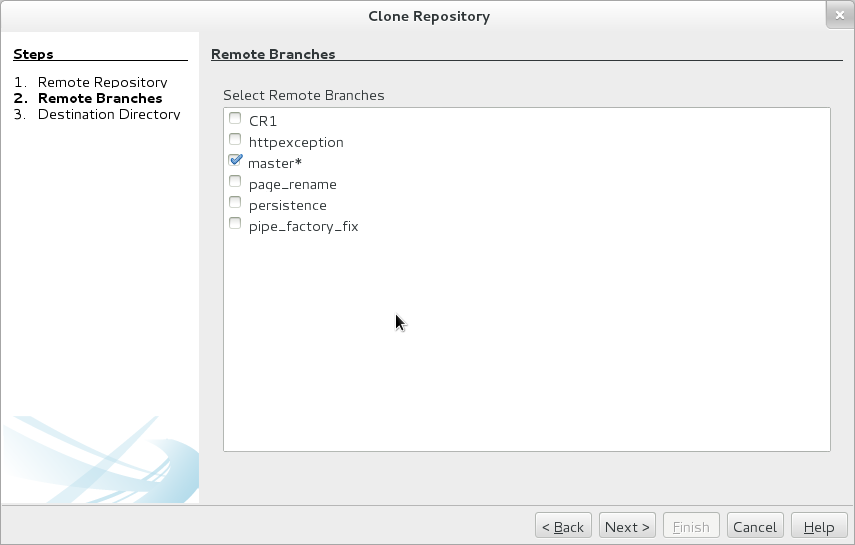 Clone Repository
Steps
1. Remote Repository
2. Remote Branches
3. Destination Directory
Remote Branches
Select Remote Branches
CR1
httpexception
master*
page_rename
persistence
pipe_factory_fix
< Back
Next >
Finish
Cancel
Help